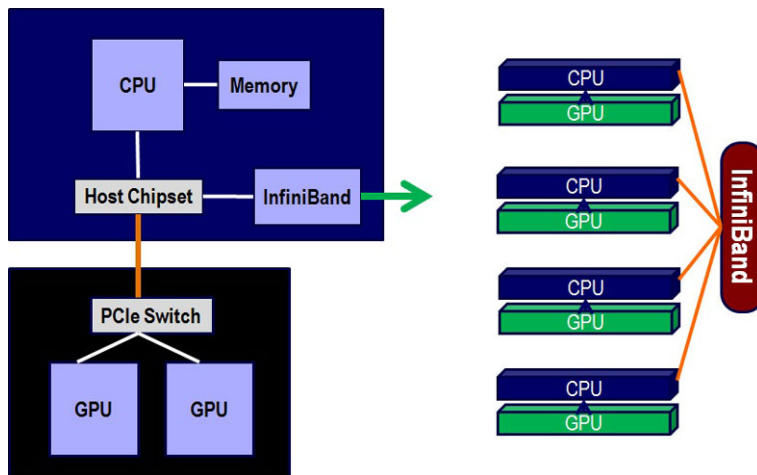 CPU
Memory
Host Chipset
InfiniBand
PCIe Switch
GPU
GPU
CPU
GPU
CPU
GPU
CPU
GPU
CPU
GPU
InfiniBand